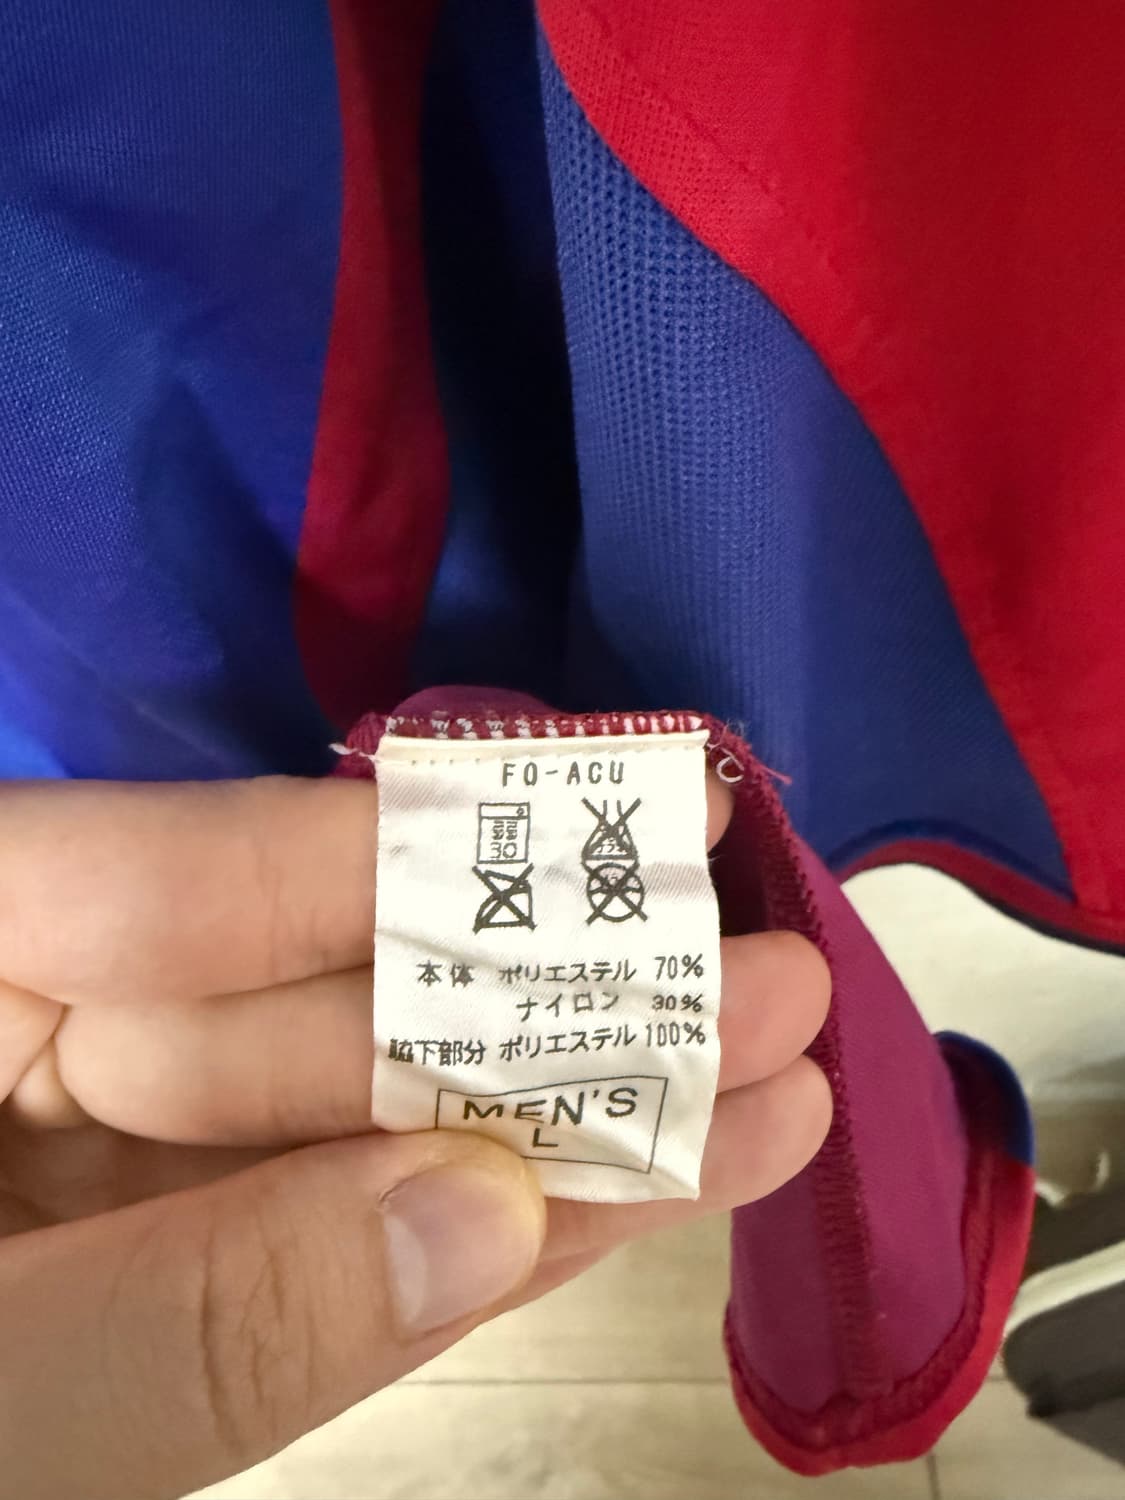 FO-ACU
30
本体 ポリエステル 70%
ナイロン 30%
脇下部分 ポリエステル 100%
MEN'S
L